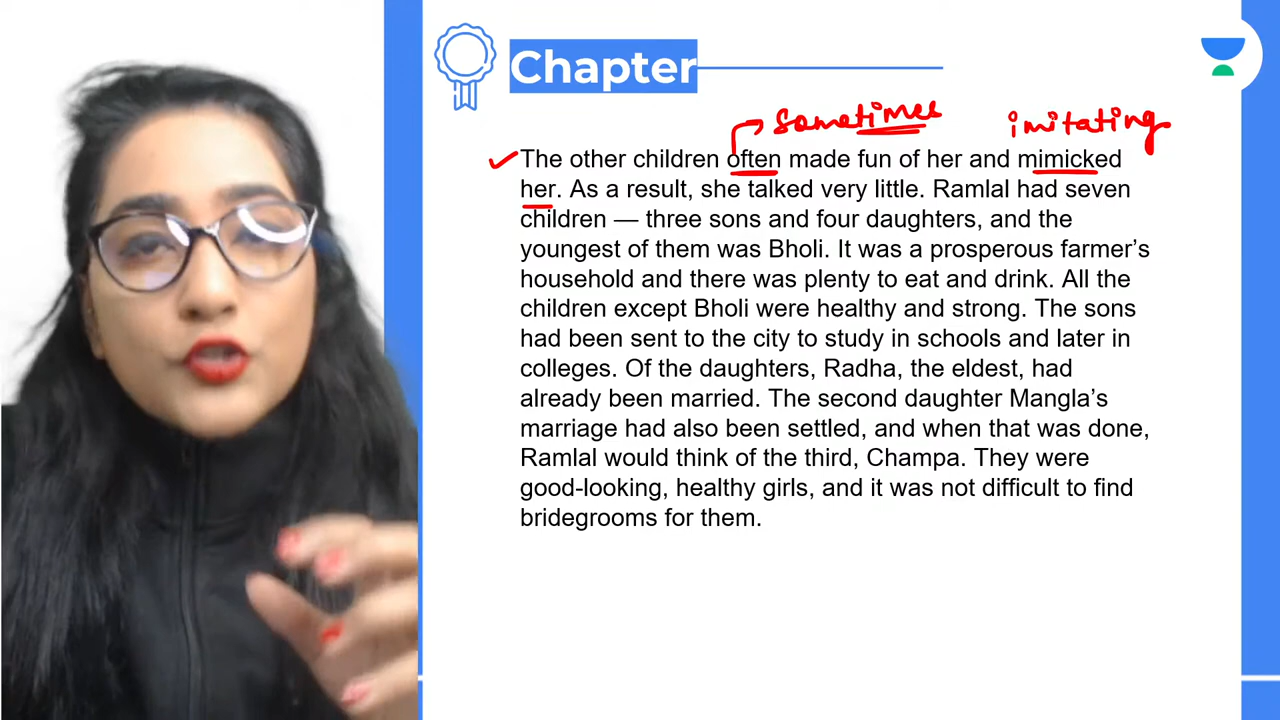 Chapter
sometimes imitating
The other children often made fun of her and mimicked
her. As a result, she talked very little. Ramlal had seven
children — three sons and four daughters, and the
youngest of them was Bholi. It was a prosperous farmer’s
household and there was plenty to eat and drink. All the
children except Bholi were healthy and strong. The sons
had been sent to the city to study in schools and later in
colleges. Of the daughters, Radha, the eldest, had
already been married. The second daughter Mangla’s
marriage had also been settled, and when that was done,
Ramlal would think of the third, Champa. They were
good-looking, healthy girls, and it was not difficult to find
bridegrooms for them.